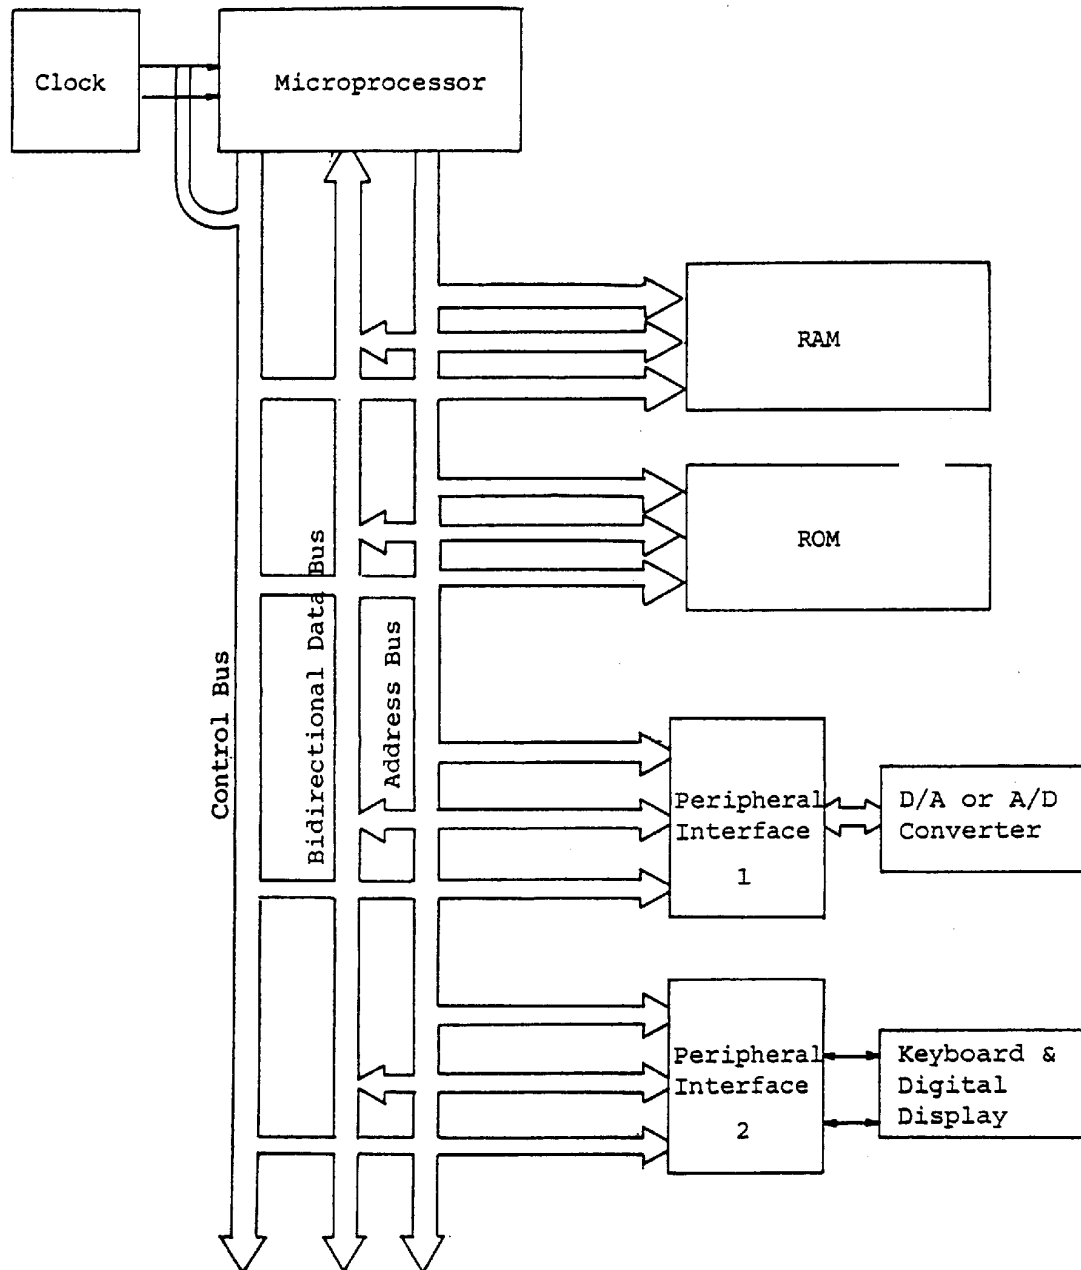 Clock
Microprocessor
RAM
ROM
Control Bus
Bidirectional Data Bus
Address Bus
Peripheral
Interface
1
D/A or A/D
Converter
Peripheral
Interface
2
Keyboard &
Digital
Display